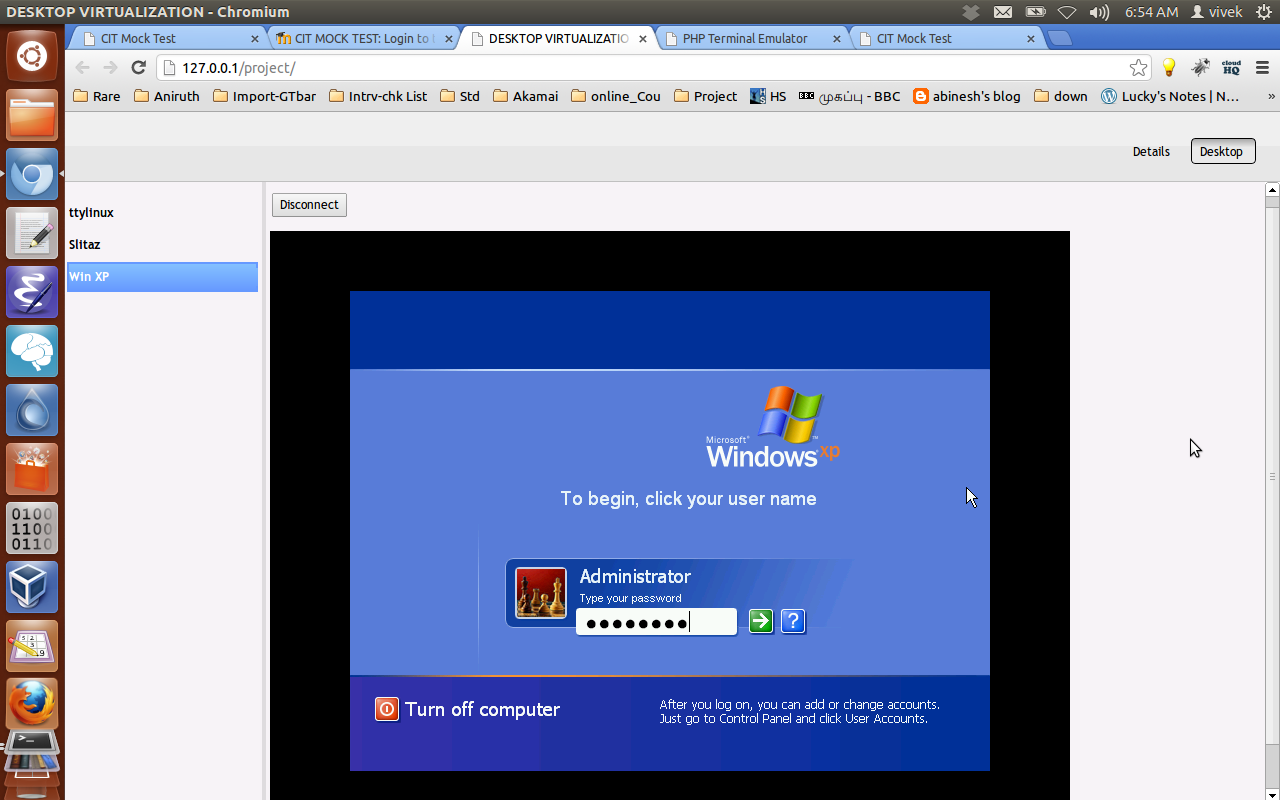 DESKTOP VIRTUALIZATION - Chromium
6:54 AM
vivek
CIT Mock Test
CIT MOCK TEST: Login to t
DESKTOP VIRTUALIZATIO
PHP Terminal Emulator
CIT Mock Test
127.0.0.1/project/
cloud
HQ
Rare
Aniruth
Import-GTbar
Intrv-chk List
Std
Akamai
online_Cou
Project
HS
BBC
முகப்பு - BBC
abinesh's blog
down
Lucky's Notes | N...
»
Details
Desktop
ttylinux
Slitaz
Win XP
Disconnect
Microsoft®
Windows xp
To begin, click your user name
Administrator
Type your password
?
Turn off computer
After you log on, you can add or change accounts.
Just go to Control Panel and click User Accounts.
0100
1100
0110